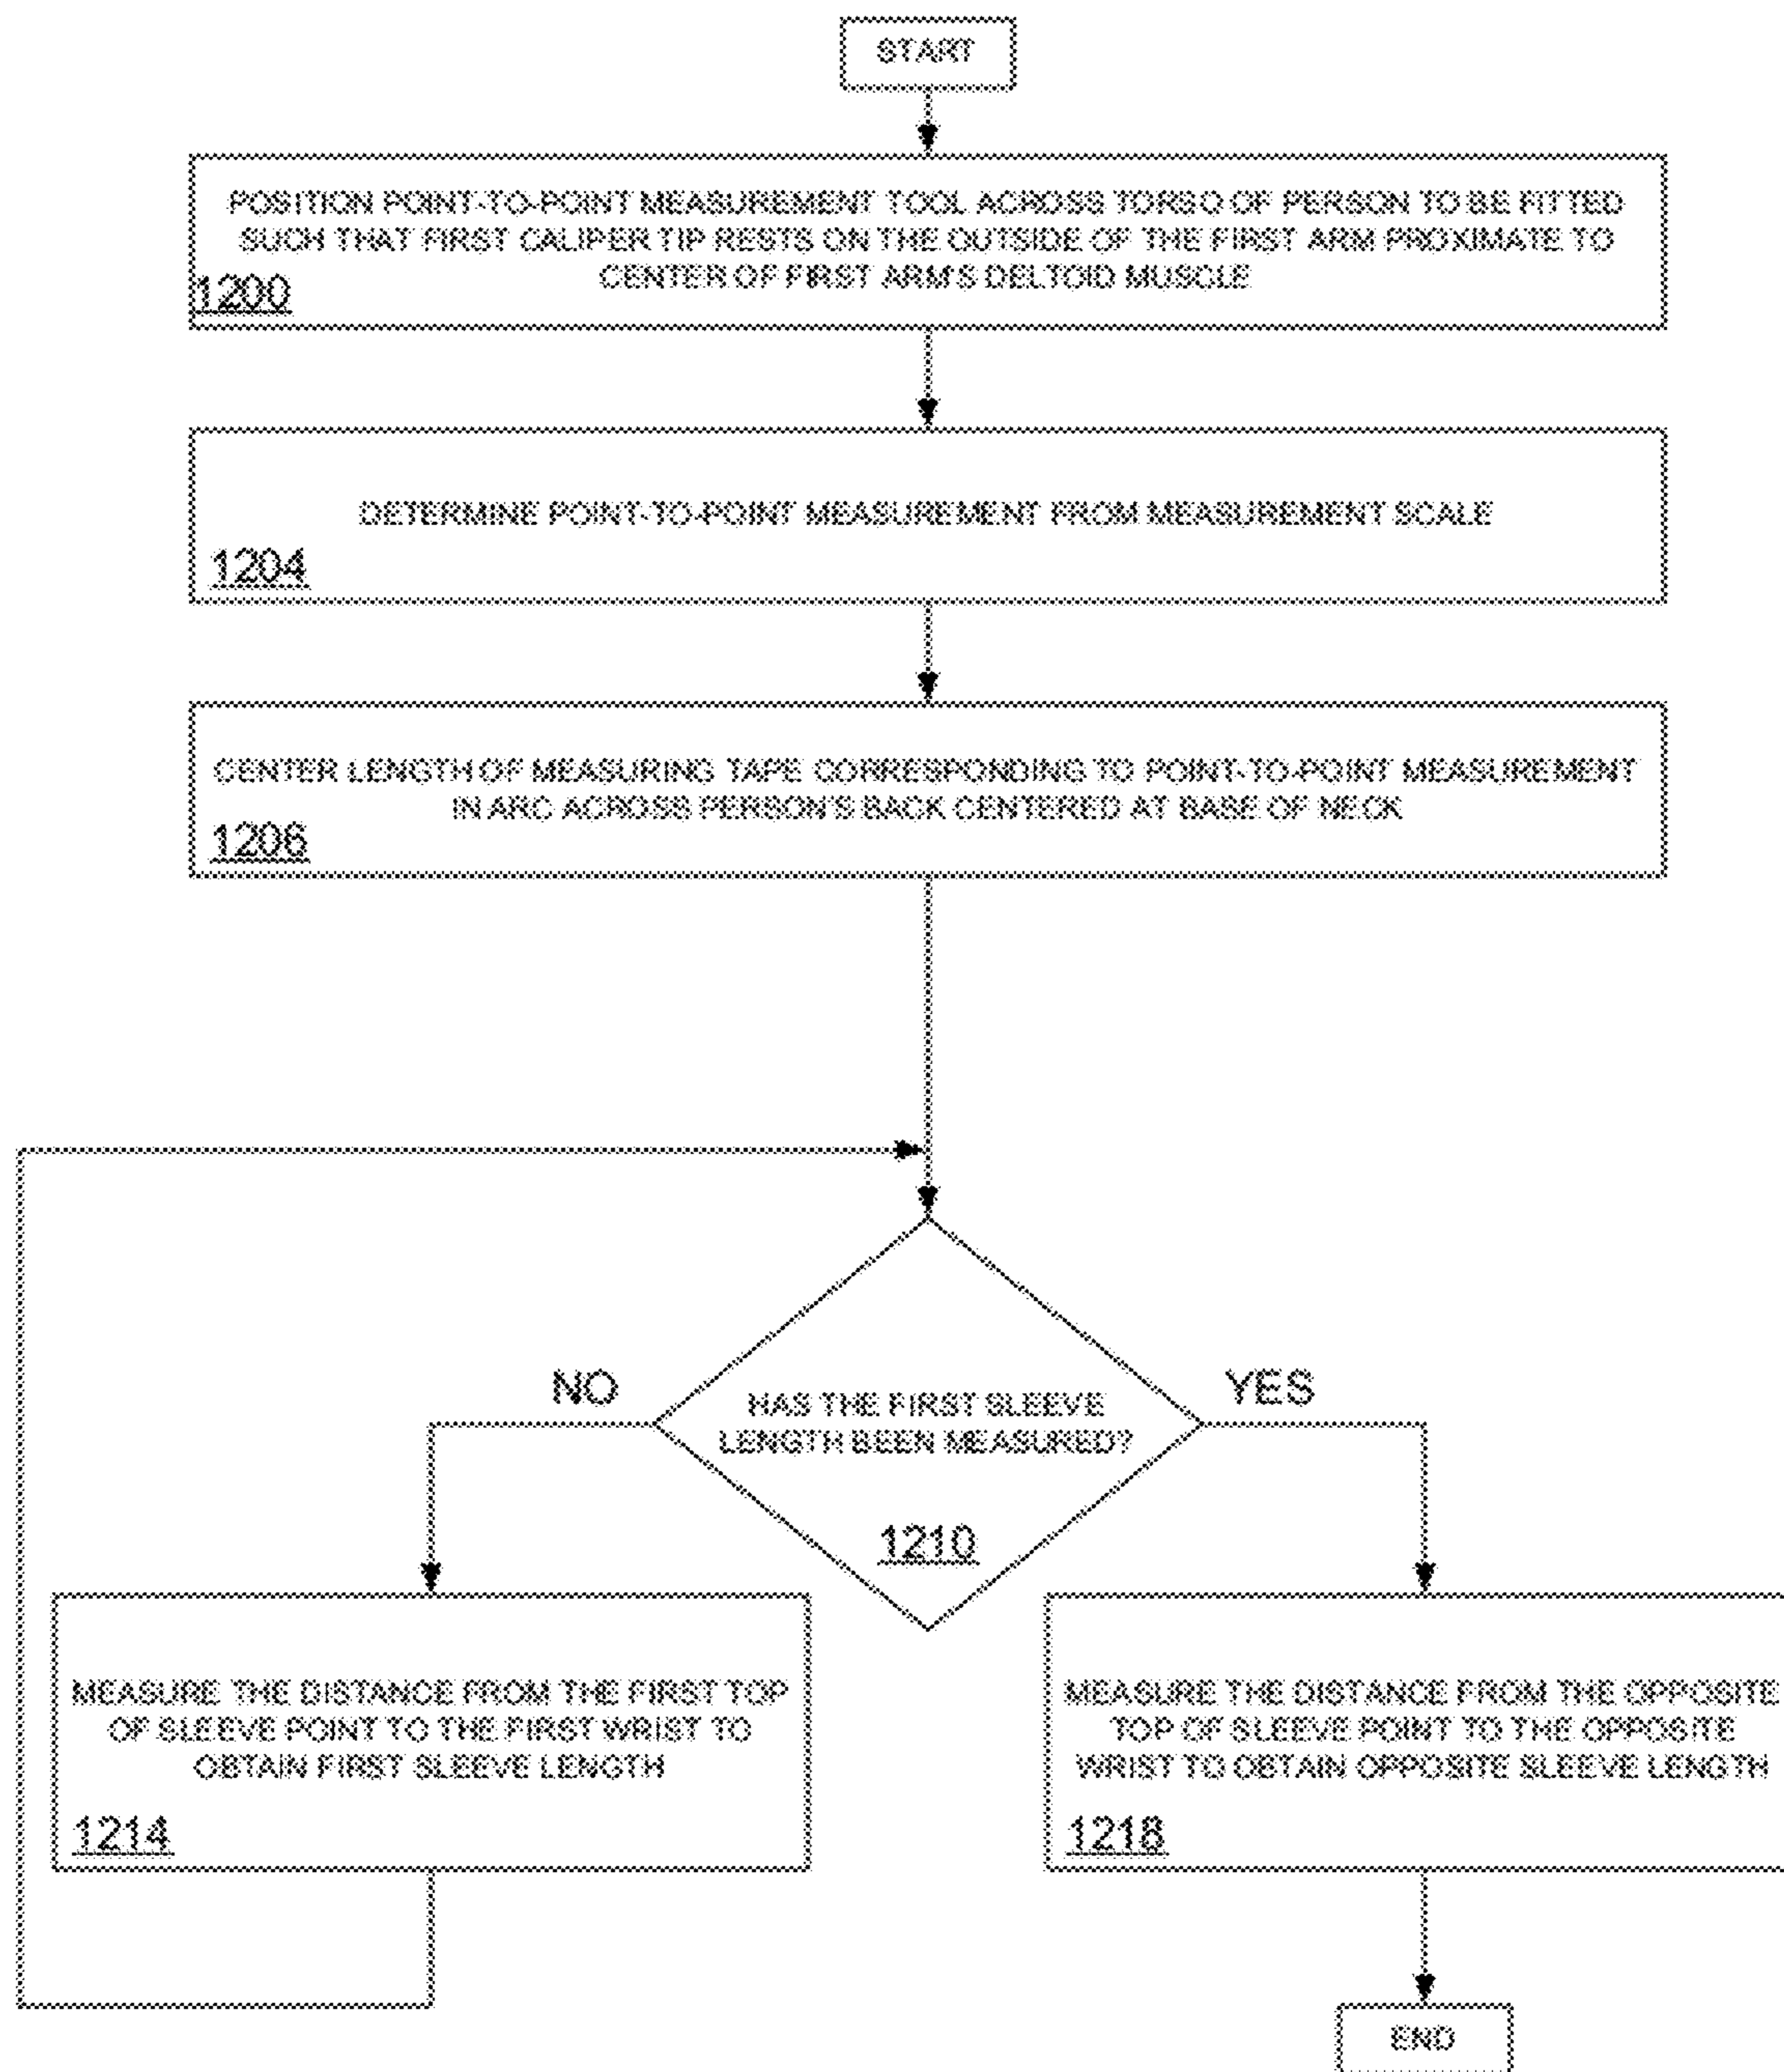 START
POSITION POINT-TO-POINT MEASUREMENT TOOL ACROSS TORSO OF PERSON TO BE FITTED
SUCH THAT FIRST CALIPER TIP RESTS ON THE OUTSIDE OF THE FIRST ARM PROXIMATE TO
CENTER OF FIRST ARM'S DELTOID MUSCLE
1200
DETERMINE POINT-TO-POINT MEASUREMENT FROM MEASUREMENT SCALE
1204
CENTER LENGTH OF MEASURING TAPE CORRESPONDING TO POINT-TO-POINT MEASUREMENT
IN ARC ACROSS PERSON'S BACK CENTERED AT BASE OF NECK
1206
NO
YES
HAS THE FIRST SLEEVE
LENGTH BEEN MEASURED?
1210
MEASURE THE DISTANCE FROM THE FIRST TOP
OF SLEEVE POINT TO THE FIRST WRIST TO
OBTAIN FIRST SLEEVE LENGTH
1214
MEASURE THE DISTANCE FROM THE OPPOSITE
TOP OF SLEEVE POINT TO THE OPPOSITE
WRIST TO OBTAIN OPPOSITE SLEEVE LENGTH
1218
END